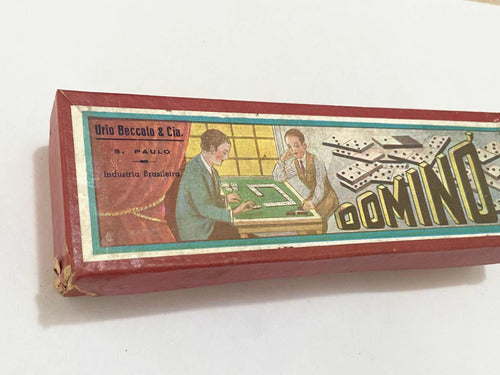 Urio Beccalo & Cia.
S. PAULO
Industria Brasileira
DOMINÓ